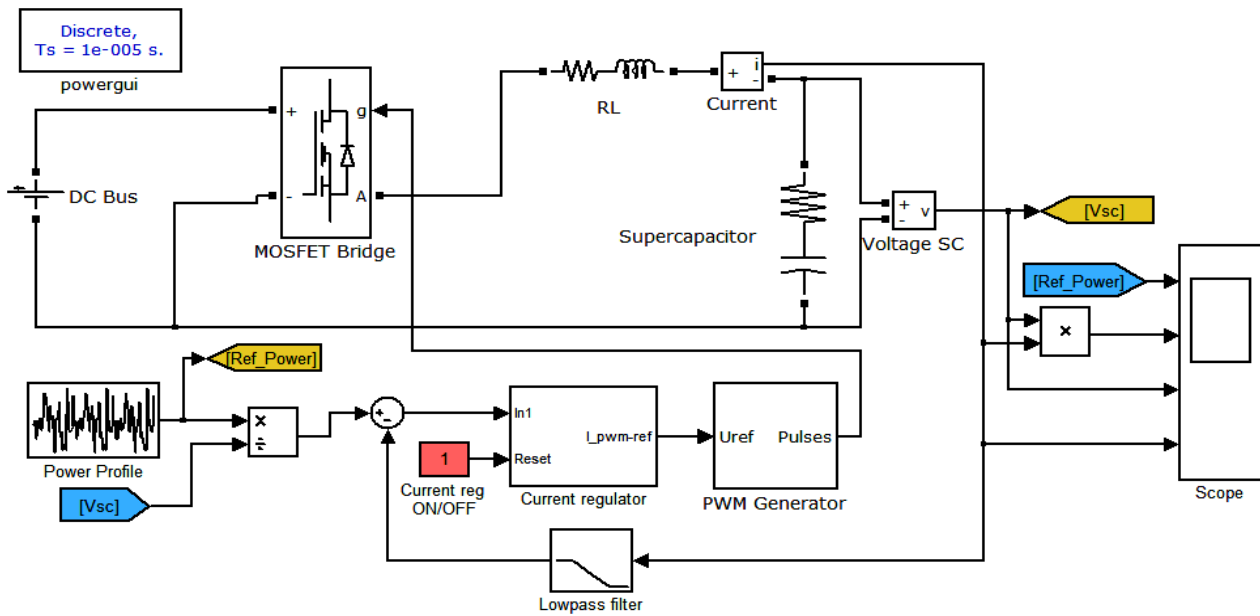 Discrete,
Ts = 1e-005 s.
powergui
+
g
-
A
MOSFET Bridge
DC Bus
RL
+
i
-
Current
Supercapacitor
+
-
v
Voltage SC
[Vsc]
[Ref_Power]
×
Scope
[Ref_Power]
Power Profile
[Vsc]
×
÷
+
-
1
Current reg
ON/OFF
In1
Reset
I_pwm-ref
Current regulator
Uref
Pulses
PWM Generator
Lowpass filter